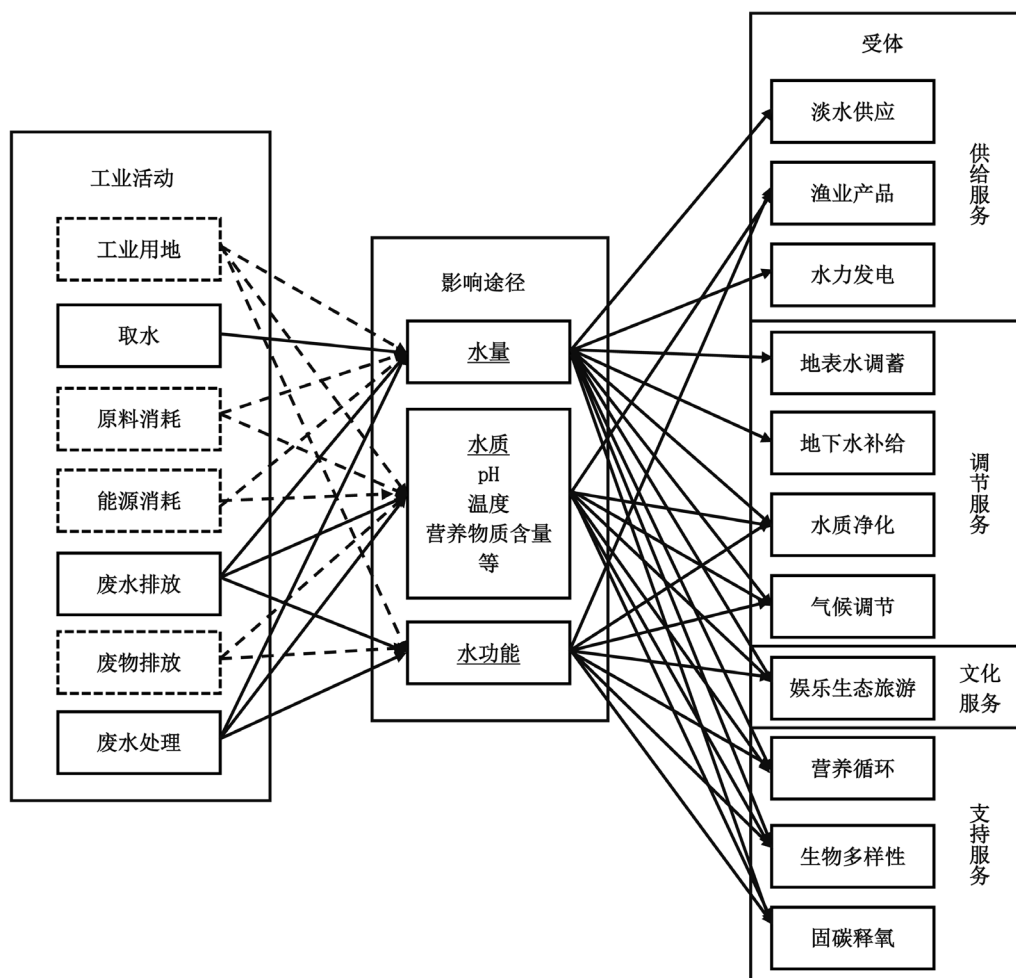 工业活动
工业用地
取水
原料消耗
能源消耗
废水排放
废物排放
废水处理
影响途径
水量
水质
pH
温度
营养物质含量
等
水功能
受体
淡水供应
渔业产品
水力发电
供给服务
地表水调蓄
地下水补给
水质净化
气候调节
调节服务
娱乐生态旅游
文化
服务
营养循环
生物多样性
固碳释氧
支持服务